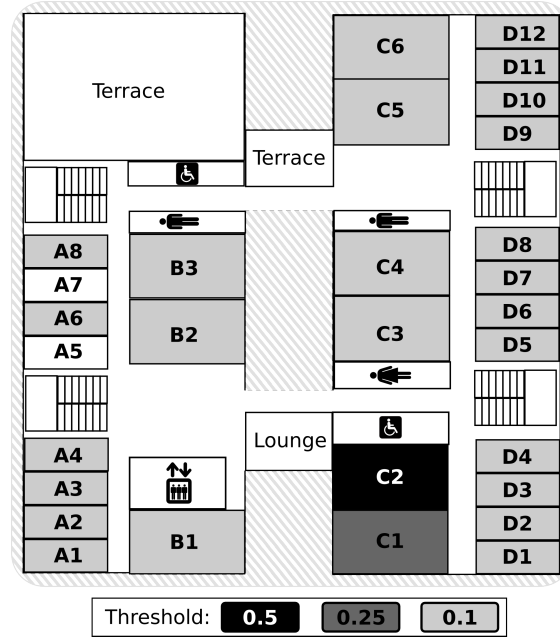 Terrace
Terrace
C6
C5
D12
D11
D10
D9
A8
A7
A6
A5
B3
B2
C4
C3
D8
D7
D6
D5
Lounge
A4
A3
A2
A1
B1
C2
C1
D4
D3
D2
D1
Threshold: 0.5 0.25 0.1